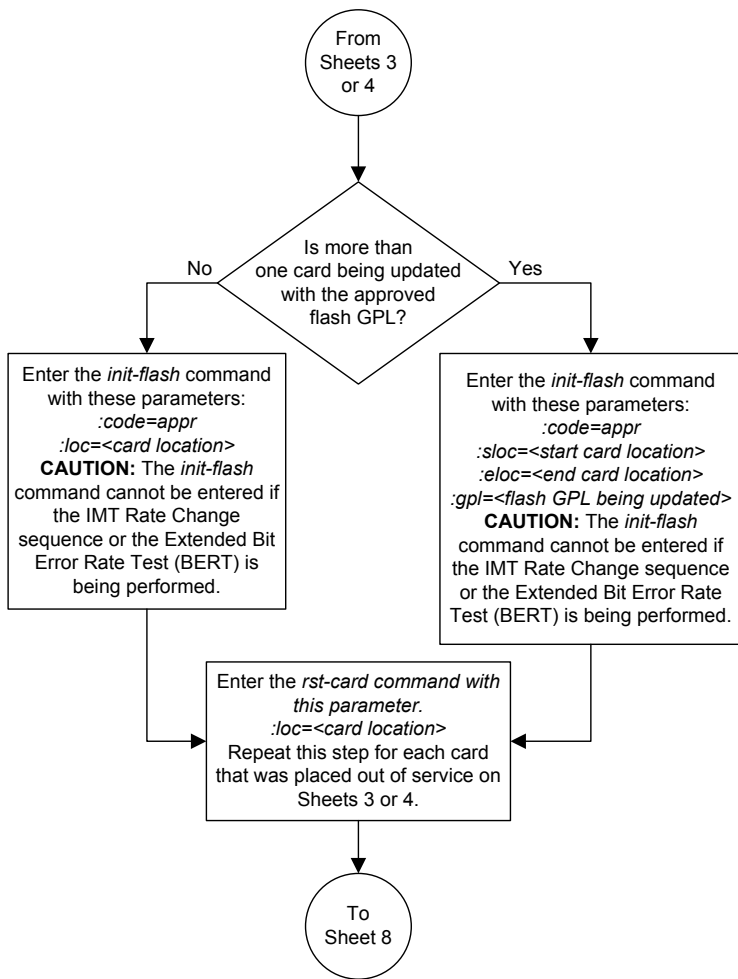 From
Sheets 3
or 4
Is more than
one card being updated
with the approved
flash GPL?
No
Yes
Enter the init-flash command
with these parameters:
:code=appr
:loc=<card location>
CAUTION: The init-flash
command cannot be entered if
the IMT Rate Change
sequence or the Extended Bit
Error Rate Test (BERT) is
being performed.
Enter the init-flash command
with these parameters:
:code=appr
:sloc=<start card location>
:eloc=<end card location>
:gpl=<flash GPL being updated>
CAUTION: The init-flash
command cannot be entered if
the IMT Rate Change sequence
or the Extended Bit Error Rate
Test (BERT) is being performed.
Enter the rst-card command with
this parameter.
:loc=<card location>
Repeat this step for each card
that was placed out of service on
Sheets 3 or 4.
To
Sheet 8